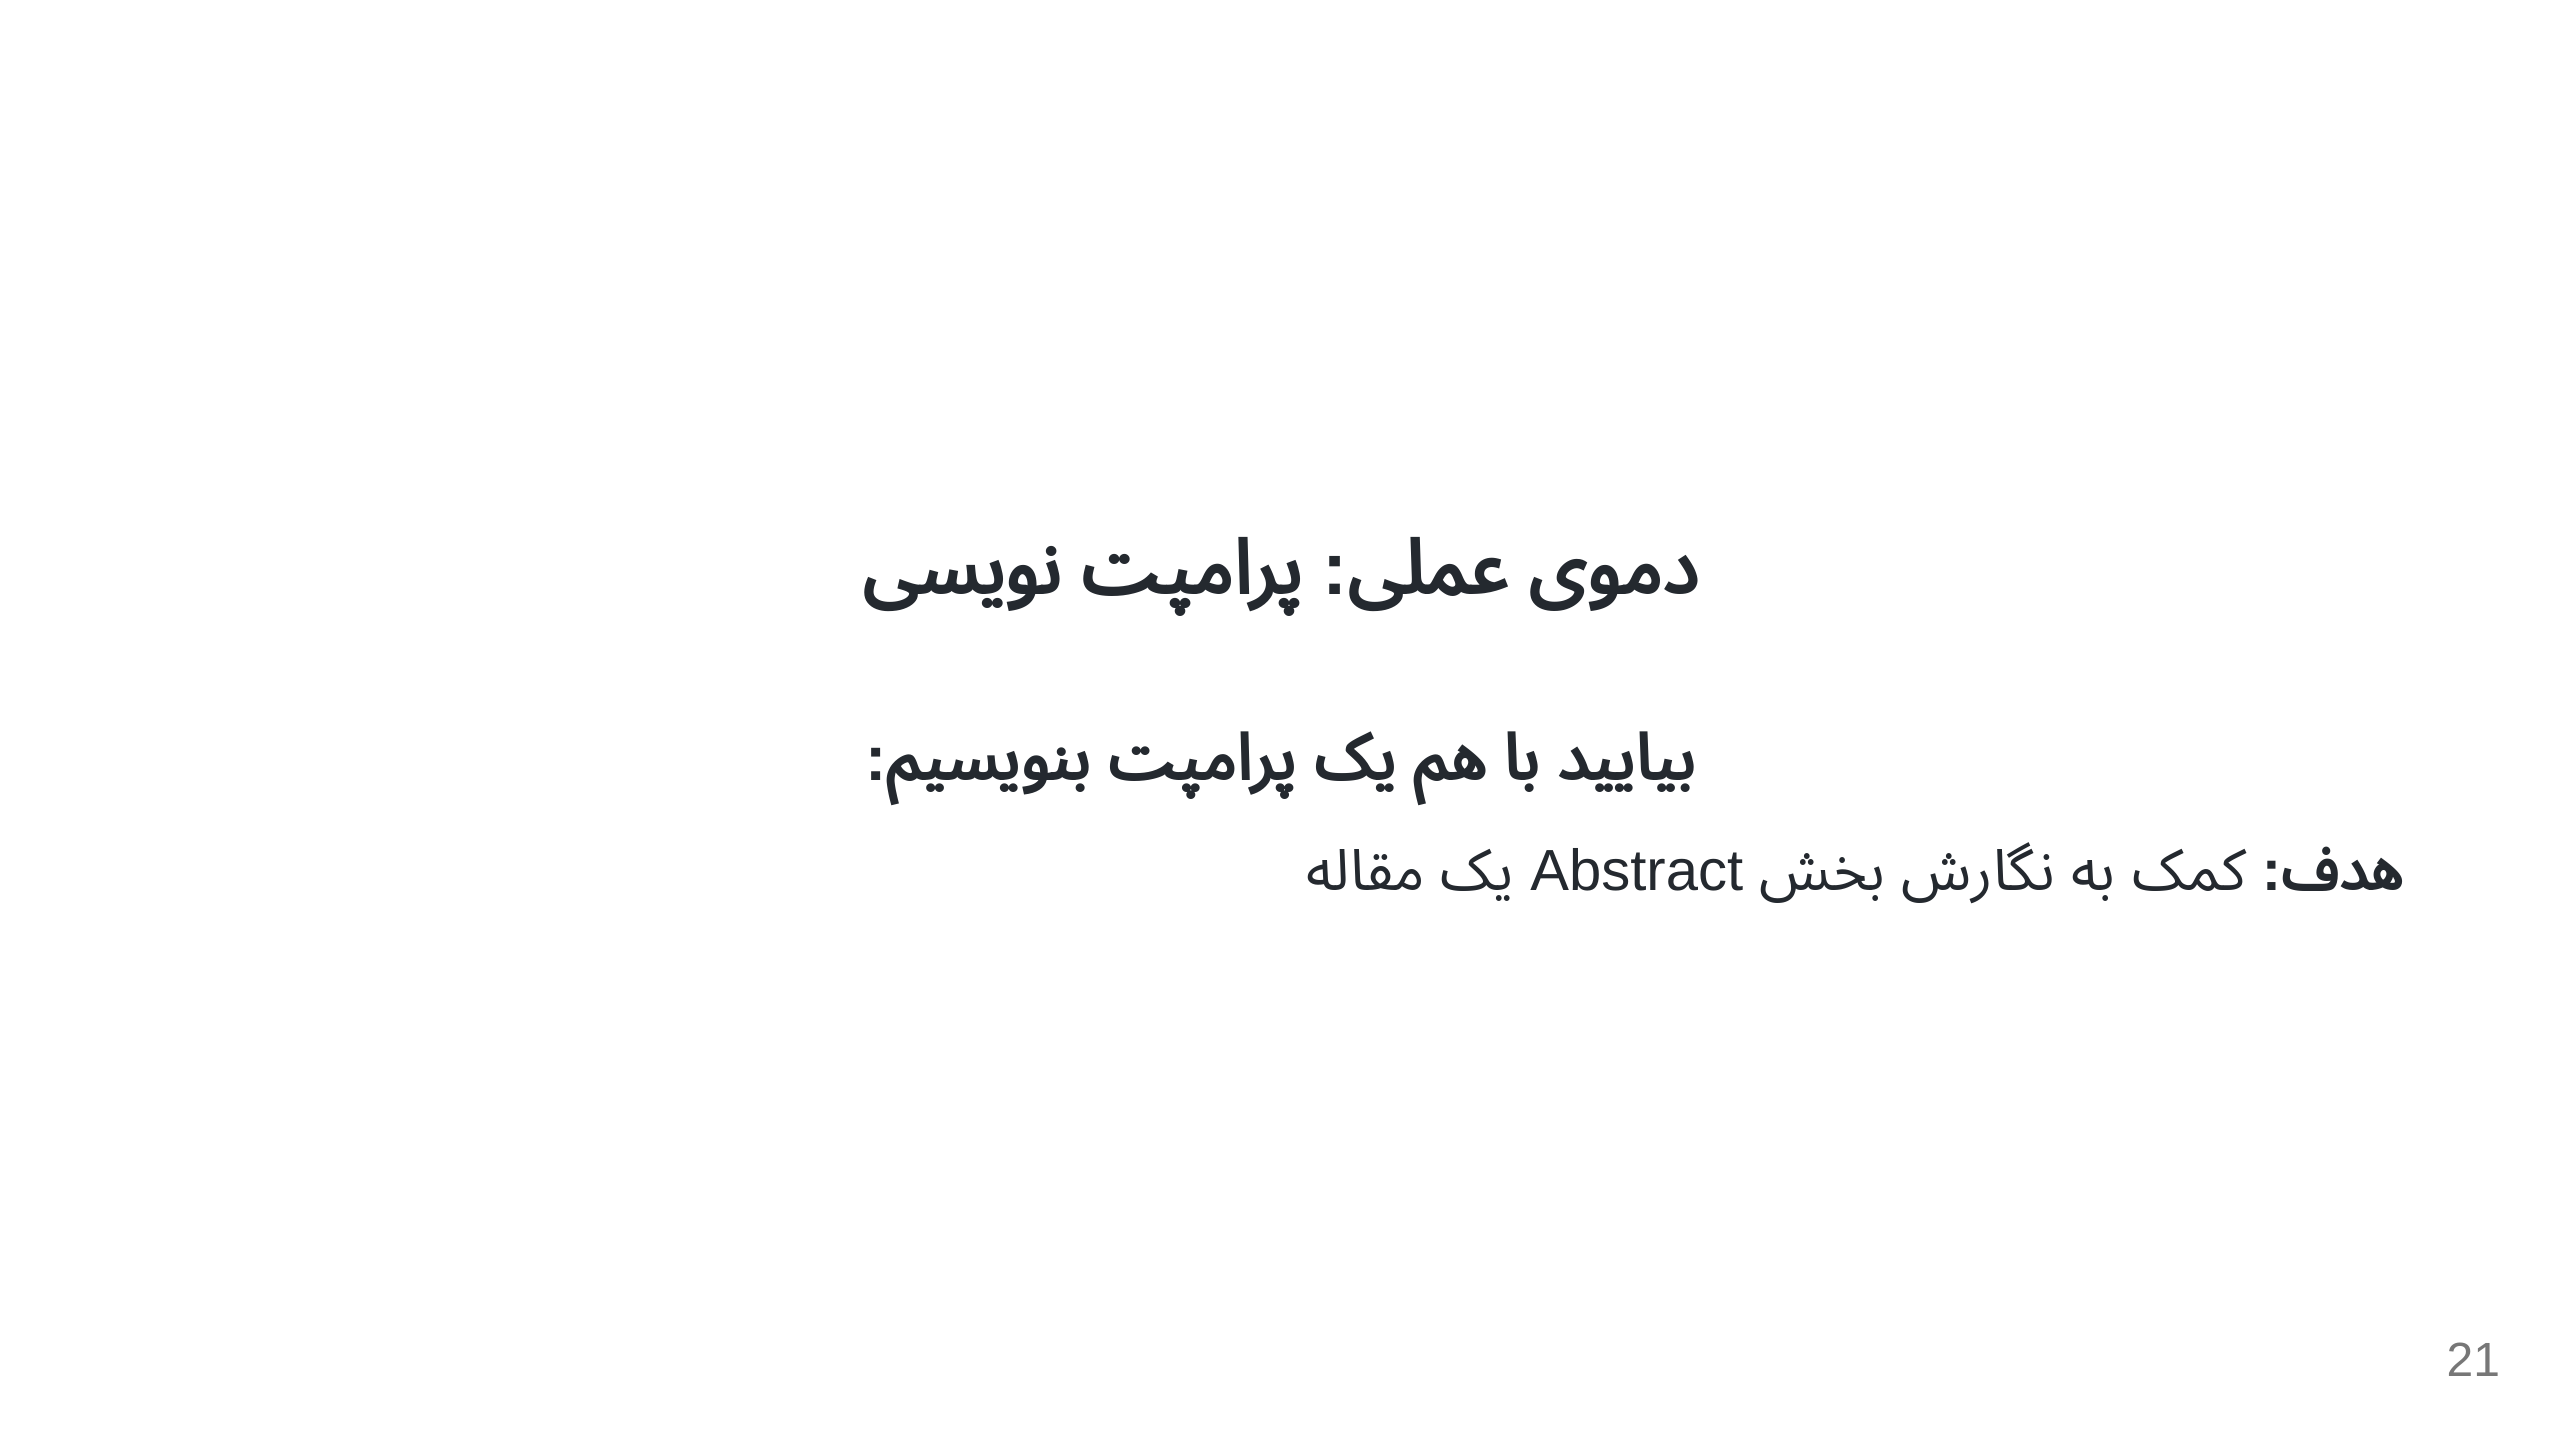 دموی عملی: پرامپت نویسی
بیایید با هم یک پرامپت بنویسیم:
هدف: کمک به نگارش بخش Abstract یک مقاله
21